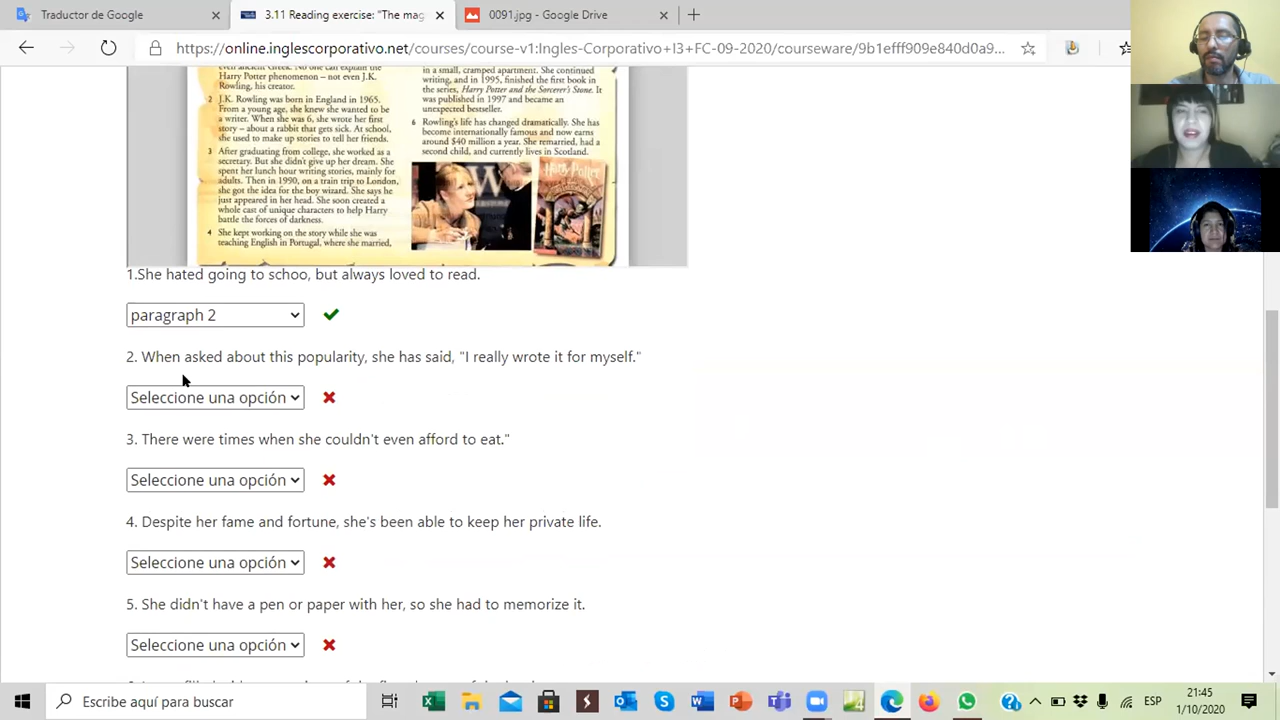 Traductor de Google
3.11 Reading exercise: "The mag
0091.jpg - Google Drive
https://online.inglescorporativo.net/courses/course-v1:Ingles-Corporativo+I3+FC-09-2020/courseware/9b1efff909e840d0a9...
even ancient Greek. No one can explain the
Harry Potter phenomenon – not even J.K.
Rowling, his creator.
2 J.K. Rowling was born in England in 1965.
From a young age, she knew she wanted to be
a writer. When she was 6, she wrote her first
story – about a rabbit that gets sick. At school,
she used to make up stories to tell her friends.
3 After graduating from college, she worked as a
secretary. But she didn't give up her dream. She
spent her lunch hour writing stories, mainly for
adults. Then in 1990, on a train trip to London,
she got the idea for the boy wizard. She says he
just appeared in her head. She soon created a
whole cast of unique characters to help Harry
battle the forces of darkness.
4 She kept working on the story while she was
teaching English in Portugal, where she married,
in a small, cramped apartment. She continued
writing, and in 1995, finished the first book in
the series, Harry Potter and the Sorcerer's Stone. It
was published in 1997 and became an
unexpected bestseller.
6 Rowling's life has changed dramatically. She has
become internationally famous and now earns
around $40 million a year. She remarried, had a
second child, and currently lives in Scotland.
HARRY POTTER
1.She hated going to schoo, but always loved to read.
paragraph 2
2. When asked about this popularity, she has said, "I really wrote it for myself."
Seleccione una opción
3. There were times when she couldn't even afford to eat."
Seleccione una opción
4. Despite her fame and fortune, she's been able to keep her private life.
Seleccione una opción
5. She didn't have a pen or paper with her, so she had to memorize it.
Seleccione una opción
Escribe aquí para buscar
ESP
21:45
1/10/2020